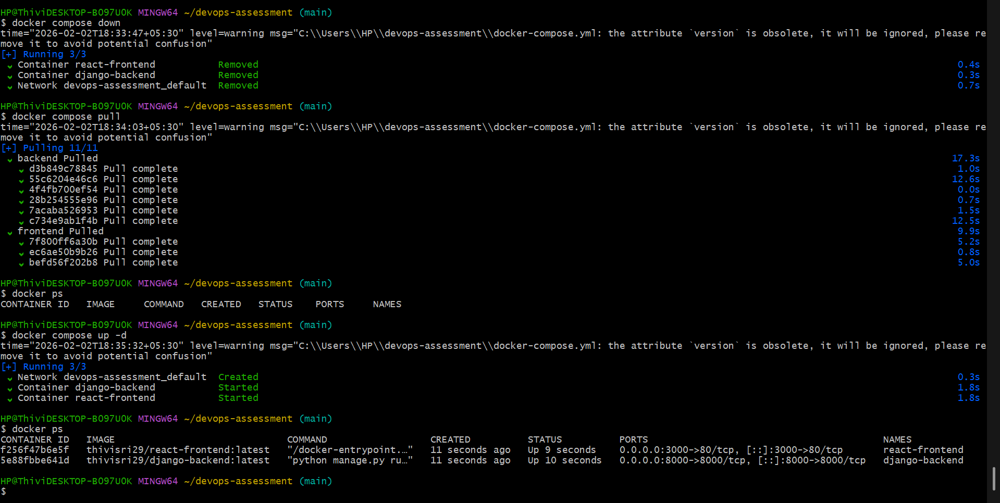 HP@ThiviDESKTOP-BO97U0K MINGW64 ~/devops-assessment (main)
$ docker compose down
time="2026-02-02T18:33:47+05:30" level=warning msg="C:\\Users\\HP\\devops-assessment\\docker-compose.yml: the attribute `version` is obsolete, it will be ignored, please re
move it to avoid potential confusion"
[+] Running 3/3
✔ Container react-frontend Removed 0.4s
✔ Container django-backend Removed 0.3s
✔ Network devops-assessment_default Removed 0.7s
HP@ThiviDESKTOP-BO97U0K MINGW64 ~/devops-assessment (main)
$ docker compose pull
time="2026-02-02T18:34:03+05:30" level=warning msg="C:\\Users\\HP\\devops-assessment\\docker-compose.yml: the attribute `version` is obsolete, it will be ignored, please re
move it to avoid potential confusion"
[+] Pulling 11/11
✔ backend Pulled 17.3s
✔ d3b849c78845 Pull complete 1.0s
✔ 55c6204e46c6 Pull complete 12.6s
✔ 4f4fb700ef54 Pull complete 0.0s
✔ 28b254555e96 Pull complete 0.7s
✔ 7acaba526953 Pull complete 1.5s
✔ c734e9ab1f4b Pull complete 12.5s
✔ frontend Pulled 9.9s
✔ 7f800ff6a30b Pull complete 5.2s
✔ ec6ae50b9b26 Pull complete 0.8s
✔ befd56f202b8 Pull complete 5.0s
HP@ThiviDESKTOP-BO97U0K MINGW64 ~/devops-assessment (main)
$ docker ps
CONTAINER ID IMAGE COMMAND CREATED STATUS PORTS NAMES
HP@ThiviDESKTOP-BO97U0K MINGW64 ~/devops-assessment (main)
$ docker compose up -d
time="2026-02-02T18:35:32+05:30" level=warning msg="C:\\Users\\HP\\devops-assessment\\docker-compose.yml: the attribute `version` is obsolete, it will be ignored, please re
move it to avoid potential confusion"
[+] Running 3/3
✔ Network devops-assessment_default Created 0.3s
✔ Container django-backend Started 1.8s
✔ Container react-frontend Started 1.8s
HP@ThiviDESKTOP-BO97U0K MINGW64 ~/devops-assessment (main)
$ docker ps
CONTAINER ID IMAGE COMMAND CREATED STATUS PORTS NAMES
f256f47b6e5f thivisri29/react-frontend:latest "/docker-entrypoint.…" 11 seconds ago Up 9 seconds 0.0.0.0:3000->80/tcp, [::]:3000->80/tcp react-frontend
5e88fbbe641d thivisri29/django-backend:latest "python manage.py ru…" 11 seconds ago Up 10 seconds 0.0.0.0:8000->8000/tcp, [::]:8000->8000/tcp django-backend
HP@ThiviDESKTOP-BO97U0K MINGW64 ~/devops-assessment (main)
$